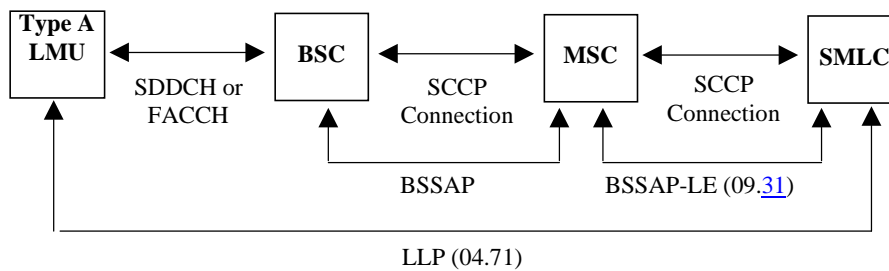 Type A
LMU
BSC
MSC
SMLC
SDDCH or
FACCH
SCCP
Connection
SCCP
Connection
BSSAP
BSSAP-LE (09.31)
LLP (04.71)